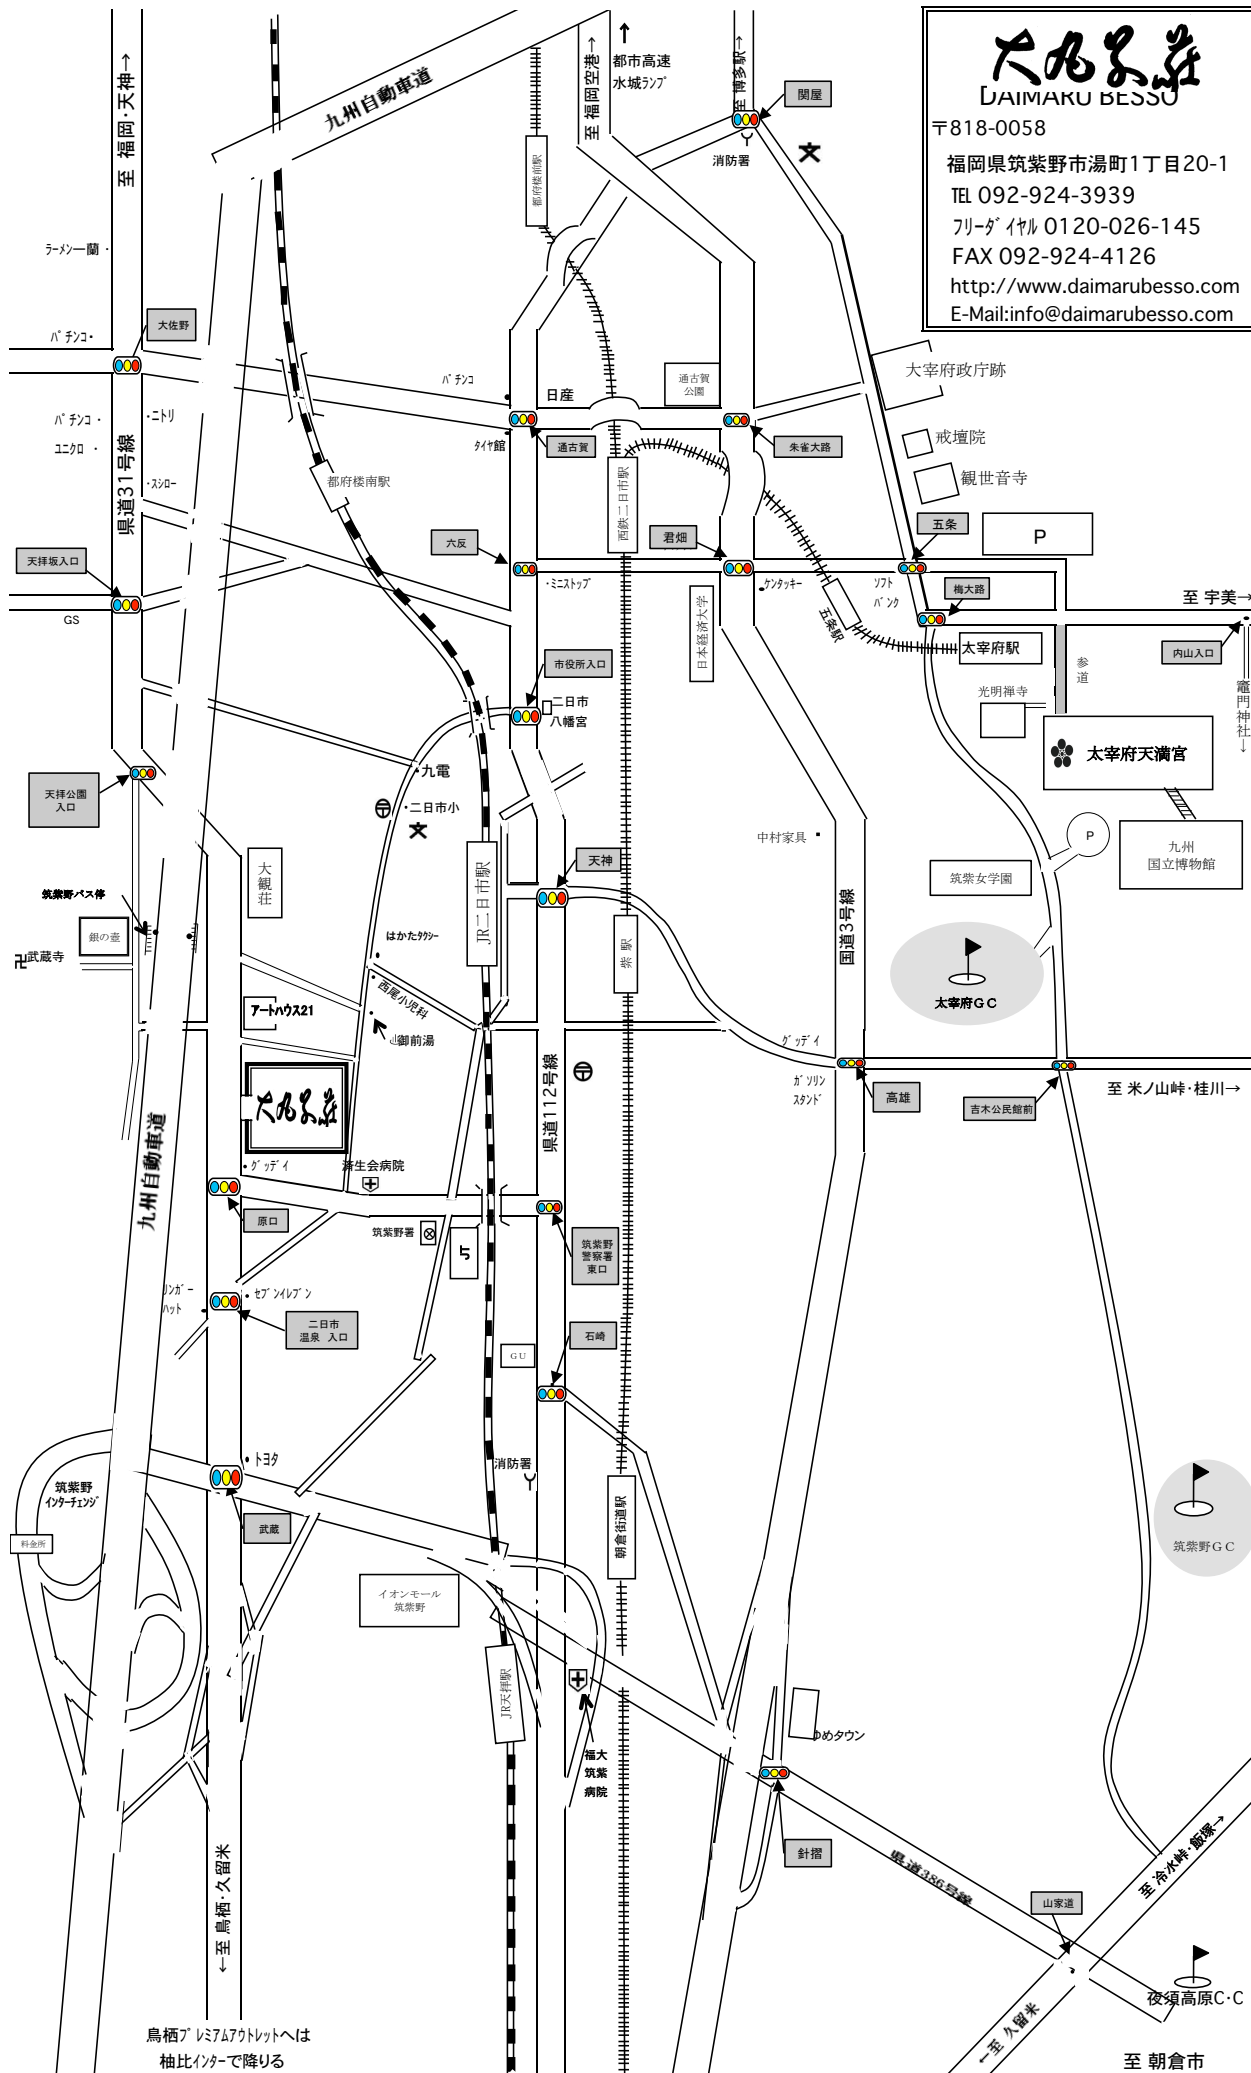 大丸別荘
DAIMARU BESSO
〒818-0058
福岡県筑紫野市湯町1丁目20-1
℡ 092-924-3939
フリーダイヤル 0120-026-145
FAX 092-924-4126
http://www.daimarubesso.com
E-Mail:info@daimarubesso.com
至 福岡・天神→
九州自動車道
至 福岡空港→
都市高速
水城ランプ
至 博多駅→
関屋
消防署
都府楼前駅
ラーメン一蘭
パチンコ
大佐野
パチンコ
ニトリ
ユニクロ
県道31号線
スシロー
都府楼南駅
パチンコ
日産
タイヤ館
通古賀
通古賀
公園
朱雀大路
大宰府政庁跡
戒壇院
観世音寺
西鉄二日市駅
六反
君畑
五条
P
天拝坂入口
GS
ミニストップ
ケンタッキー
ソフト
バンク
梅大路
至 宇美→
日本経済大学
五条駅
太宰府駅
参道
内山入口
市役所入口
二日市
八幡宮
光明禅寺
竈門神社→
太宰府天満宮
九電
天拝公園
入口
二日市小
中村家具
P
九州
国立博物館
天神
大観荘
JR二日市駅
筑紫女学園
筑紫野バス停
銀の壺
武蔵寺
はかたタクシー
紫 駅
国道3号線
太宰府GC
西尾小児科
アートハウス21
御前湯
グッデイ
ガソリン
スタンド
高雄
吉木公民館前
至 米ノ山峠・桂川→
県道112号線
大丸別荘
九州自動車道
グッデイ
済生会病院
原口
筑紫野署
JT
筑紫野
警察署
東口
リンガー
ハット
セブンイレブン
二日市
温泉 入口
石崎
GU
トヨタ
筑紫野
インターチェンジ
料金所
武蔵
消防署
朝倉街道駅
筑紫野GC
イオンモール
筑紫野
JR天拝駅
福大
筑紫
病院
ゆめタウン
針摺
県道386号線
至 冷水峠・飯塚→
山家道
夜須高原C・C
←至 鳥栖・久留米
←至 久留米
鳥栖プレミアムアウトレットへは
柚比インターで降りる
至 朝倉市